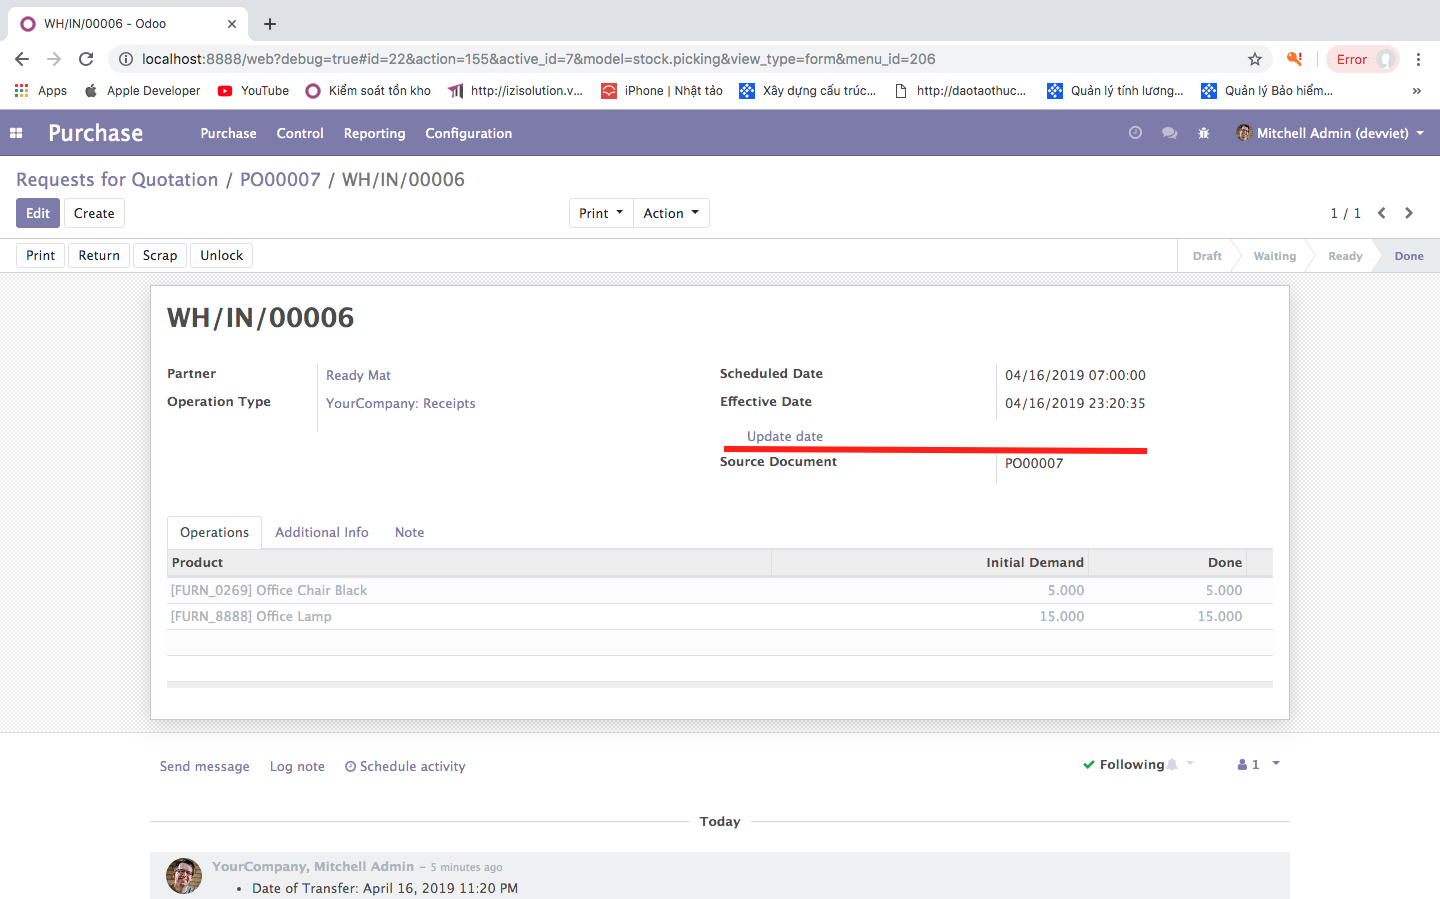 WH/IN/00006 - Odoo
localhost:8888/web?debug=true#id=22&action=155&active_id=7&model=stock.picking&view_type=form&menu_id=206
Error
Apps Apple Developer YouTube Kiểm soát tồn kho http://izisolution.v... iPhone | Nhật tảo Xây dựng cấu trúc... http://daotaothuc... Quản lý tính lương... Quản lý Bảo hiểm... »
Purchase Purchase Control Reporting Configuration Mitchell Admin (devviet)
Requests for Quotation / PO00007 / WH/IN/00006
Edit Create Print Action 1 / 1
Print Return Scrap Unlock Draft Waiting Ready Done
WH/IN/00006
Partner Ready Mat Scheduled Date 04/16/2019 07:00:00
Operation Type YourCompany: Receipts Effective Date 04/16/2019 23:20:35
Update date
Source Document PO00007
Operations Additional Info Note
Product Initial Demand Done
[FURN_0269] Office Chair Black 5.000 5.000
[FURN_8888] Office Lamp 15.000 15.000
Send message Log note Schedule activity Following 1
Today
YourCompany, Mitchell Admin – 5 minutes ago
• Date of Transfer: April 16, 2019 11:20 PM